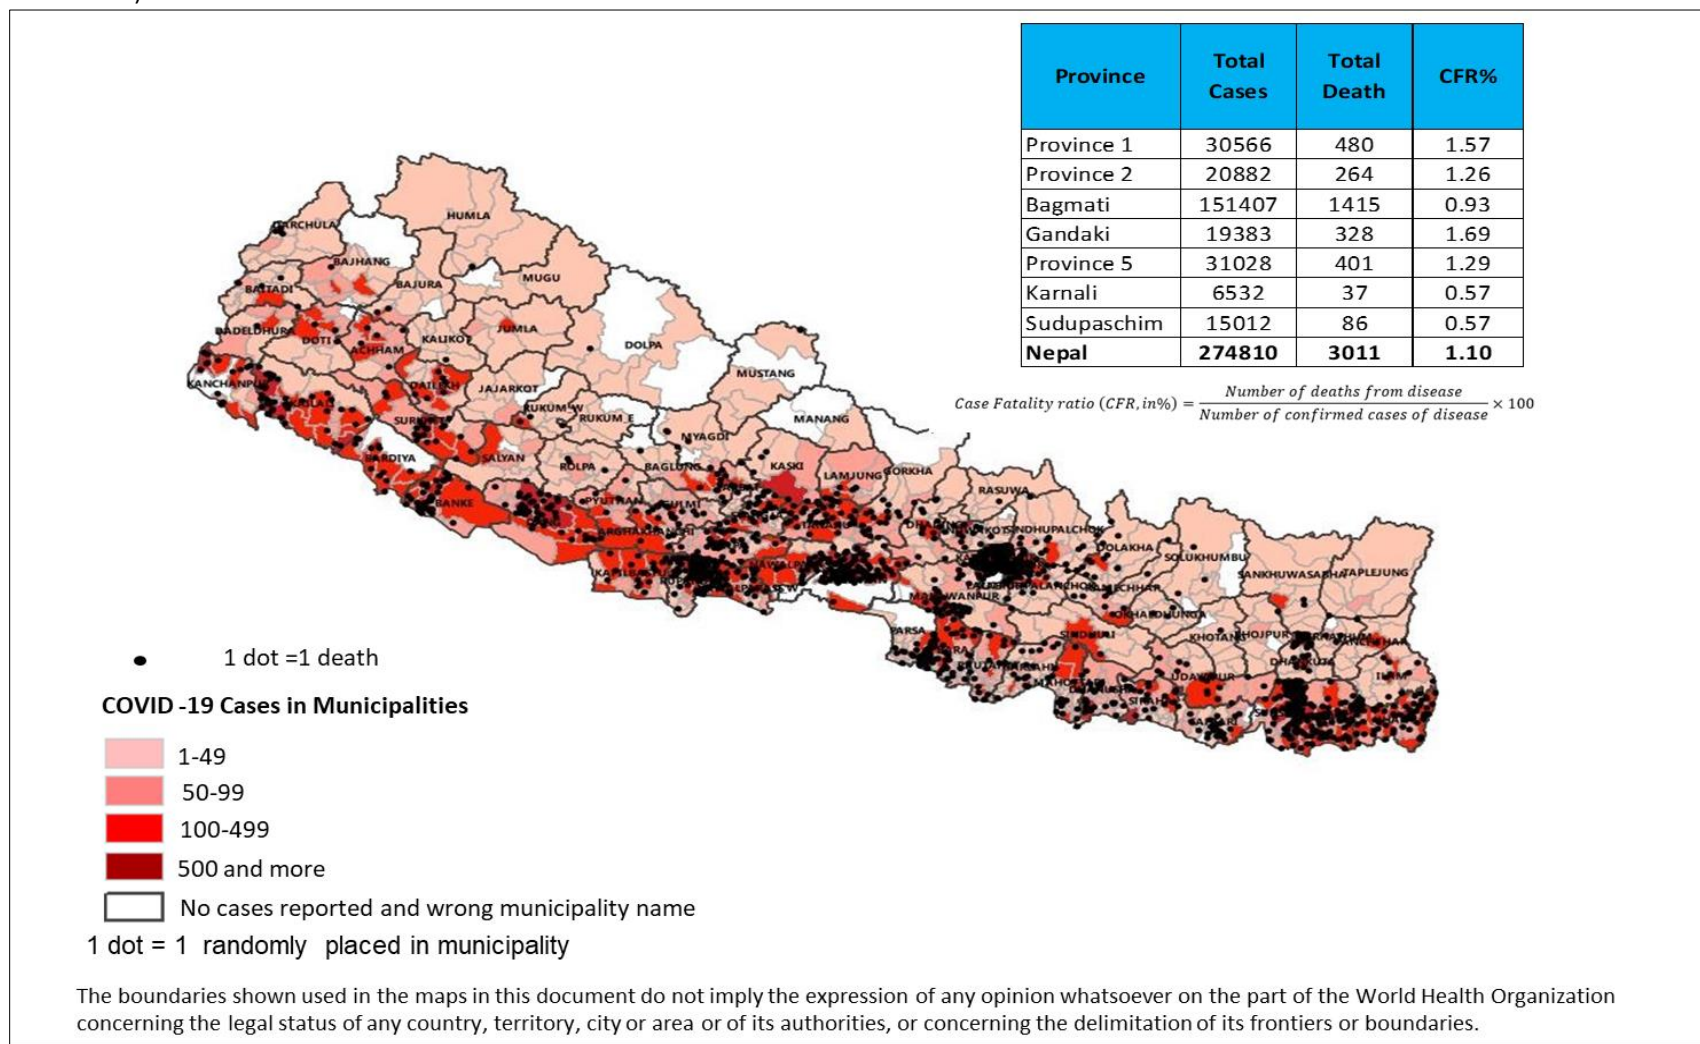 Province Total Cases Total Death CFR%
Province 1 30566 480 1.57
Province 2 20882 264 1.26
Bagmati 151407 1415 0.93
Gandaki 19383 328 1.69
Province 5 31028 401 1.29
Karnali 6532 37 0.57
Sudupaschim 15012 86 0.57
Nepal 274810 3011 1.10
Case Fatality ratio (CFR, in%) = Number of deaths from disease / Number of confirmed cases of disease × 100
HUMLA
BAJHANG
MUGU
BAJURA
BAITADI
JUMLA
DOTI
DOLPA
ACHHAM
MUSTANG
JAJARKOT
RUKUM_W
RUKUM_E
MANANG
MYAGDI
SALYAN
ROLPA
BAGLUNG
KASKI
LAMJUNG
GORKHA
RASUWA
BANKE
DOLAKHA
SOLUKHUMBU
SANKHUWASABHA
TAPLEJUNG
PARSA
KHOTANG
1 dot =1 death
COVID -19 Cases in Municipalities
1-49
50-99
100-499
500 and more
No cases reported and wrong municipality name
1 dot = 1 randomly placed in municipality
The boundaries shown used in the maps in this document do not imply the expression of any opinion whatsoever on the part of the World Health Organization
concerning the legal status of any country, territory, city or area or of its authorities, or concerning the delimitation of its frontiers or boundaries.